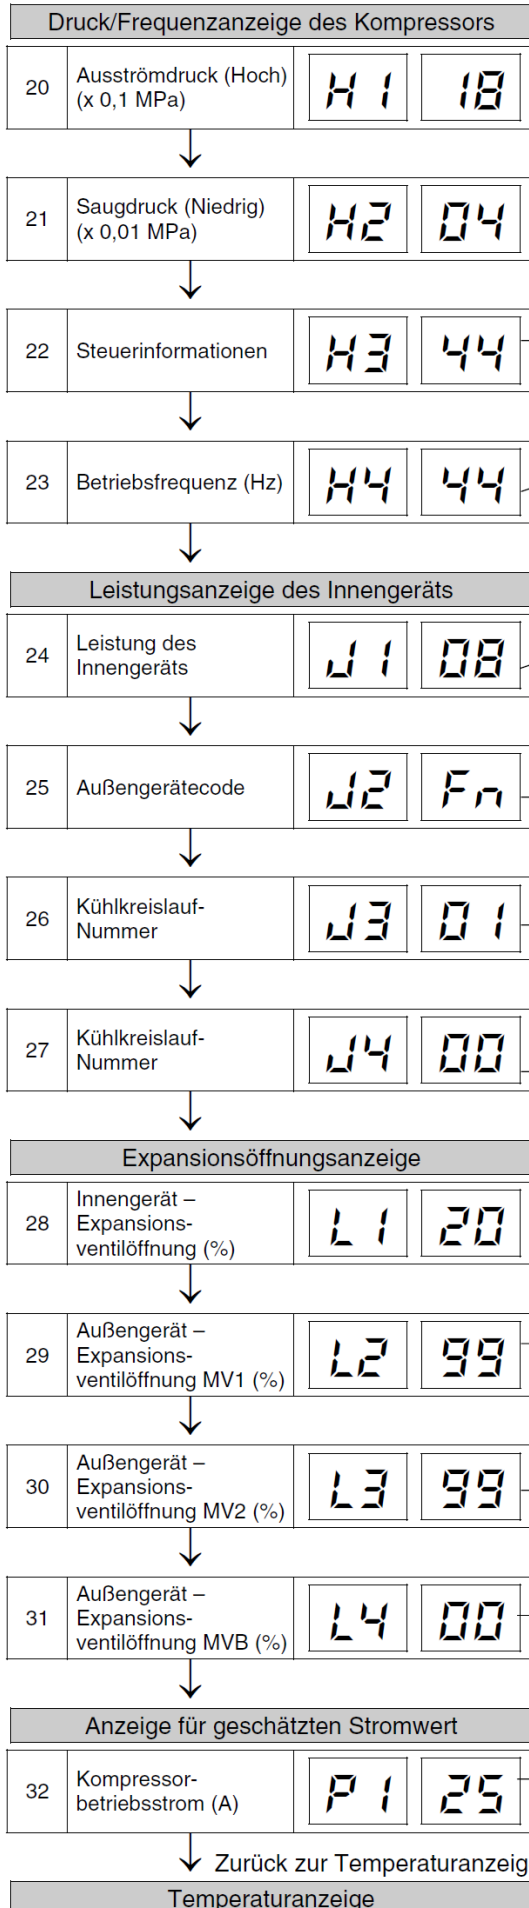 Druck/Frequenzanzeige des Kompressors
20 Ausströmdruck (Hoch) H1 18
(x 0,1 MPa)
21 Saugdruck (Niedrig) H2 04
(x 0,01 MPa)
22 Steuerinformationen H3 44
23 Betriebsfrequenz (Hz) H4 44
Leistungsanzeige des Innengeräts
24 Leistung des J1 08
Innengeräts
25 Außengerätecode J2 Fn
26 Kühlkreislauf- J3 01
Nummer
27 Kühlkreislauf- J4 00
Nummer
Expansionsöffnungsanzeige
28 Innengerät – L1 20
Expansions-
ventilöffnung (%)
29 Außengerät – L2 99
Expansions-
ventilöffnung MV1 (%)
30 Außengerät – L3 99
Expansions-
ventilöffnung MV2 (%)
31 Außengerät – L4 00
Expansions-
ventilöffnung MVB (%)
Anzeige für geschätzten Stromwert
32 Kompressor- P1 25
betriebsstrom (A)
Zurück zur Temperaturanzeig
Temperaturanzeige